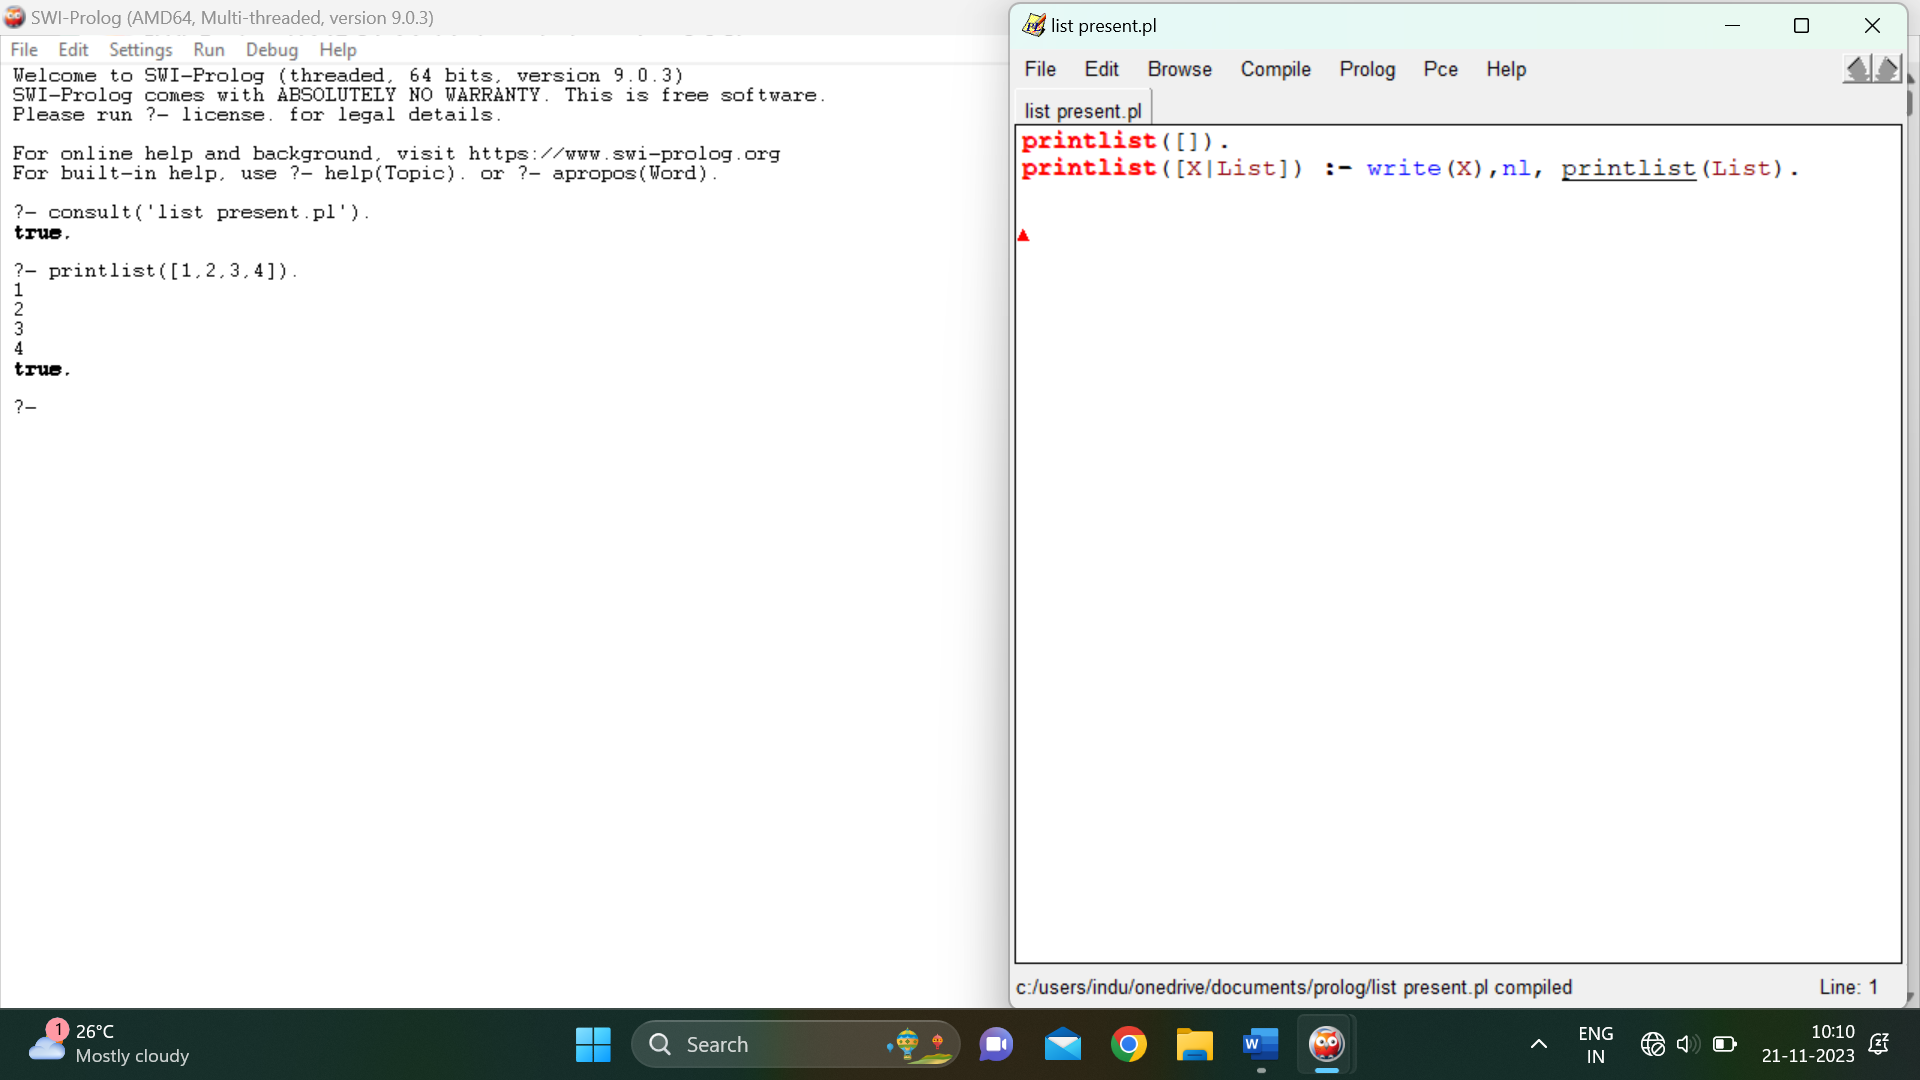 SWI-Prolog (AMD64, Multi-threaded, version 9.0.3)
File Edit Settings Run Debug Help
Welcome to SWI-Prolog (threaded, 64 bits, version 9.0.3)
SWI-Prolog comes with ABSOLUTELY NO WARRANTY. This is free software.
Please run ?- license. for legal details.
For online help and background, visit https://www.swi-prolog.org
For built-in help, use ?- help(Topic). or ?- apropos(Word).
?- consult('list present.pl').
true.
?- printlist([1,2,3,4]).
1
2
3
4
true.
?-
list present.pl
File Edit Browse Compile Prolog Pce Help
list present.pl
printlist([]).
printlist([X|List]) :- write(X),nl, printlist(List).
c:/users/indu/onedrive/documents/prolog/list present.pl compiled
Line: 1
1
26°C
Mostly cloudy
Search
W
ENG
IN
10:10
21-11-2023